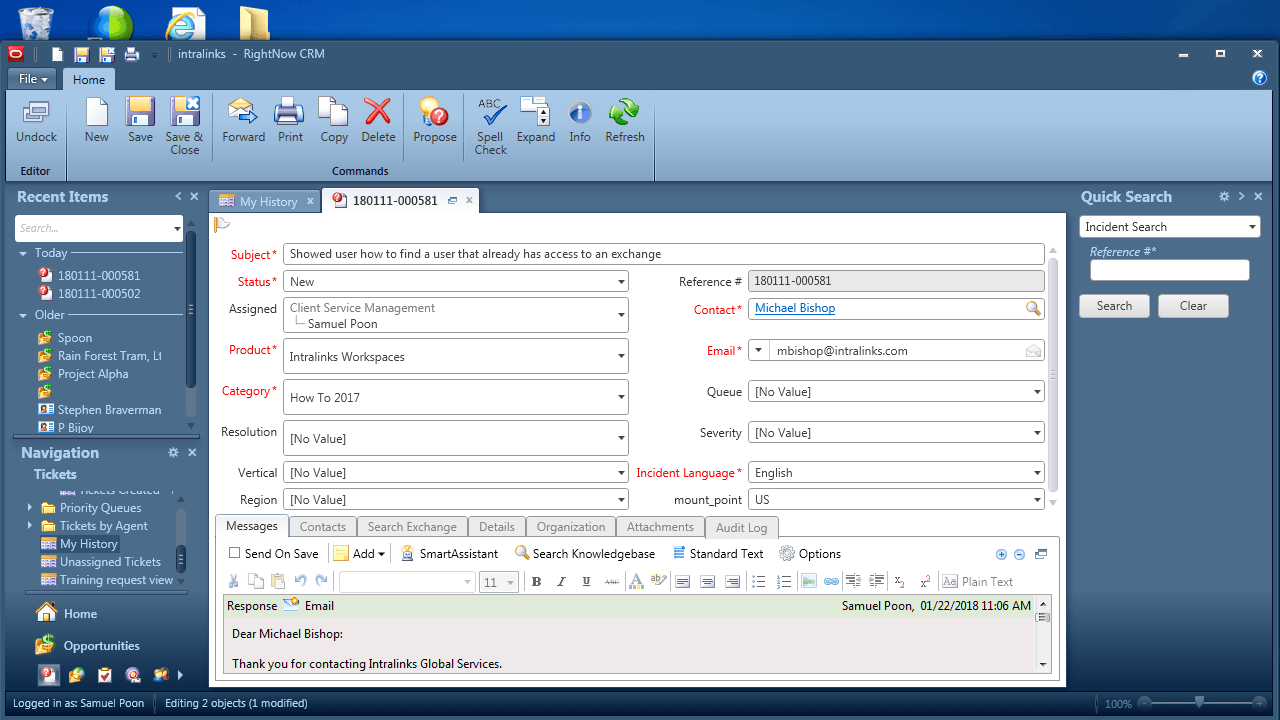 intralinks - RightNow CRM
File
Home
Undock
New
Save
Save & Close
Forward
Print
Copy
Delete
Propose
ABC
Spell Check
Expand
Info
Refresh
Editor
Commands
Recent Items
Search...
Today
180111-000581
180111-000502
Older
Spoon
Rain Forest Tram, Lt
Project Alpha
Stephen Braverman
P Bijoy
Navigation
Tickets
Tickets Created
Priority Queues
Tickets by Agent
My History
Unassigned Tickets
Training request view
Home
Opportunities
My History
180111-000581
Subject * Showed user how to find a user that already has access to an exchange
Status * New
Reference # 180111-000581
Assigned Client Service Management
Samuel Poon
Contact * Michael Bishop
Product * Intralinks Workspaces
Email * mbishop@intralinks.com
Category * How To 2017
Queue [No Value]
Resolution [No Value]
Severity [No Value]
Vertical [No Value]
Incident Language * English
Region [No Value]
mount_point US
Messages
Contacts
Search Exchange
Details
Organization
Attachments
Audit Log
Send On Save
Add
SmartAssistant
Search Knowledgebase
Standard Text
Options
11
B I U ABC
Aa Plain Text
Response Email Samuel Poon, 01/22/2018 11:06 AM
Dear Michael Bishop:
Thank you for contacting Intralinks Global Services.
Quick Search
Incident Search
Reference #*
Search
Clear
Logged in as: Samuel Poon
Editing 2 objects (1 modified)
100%